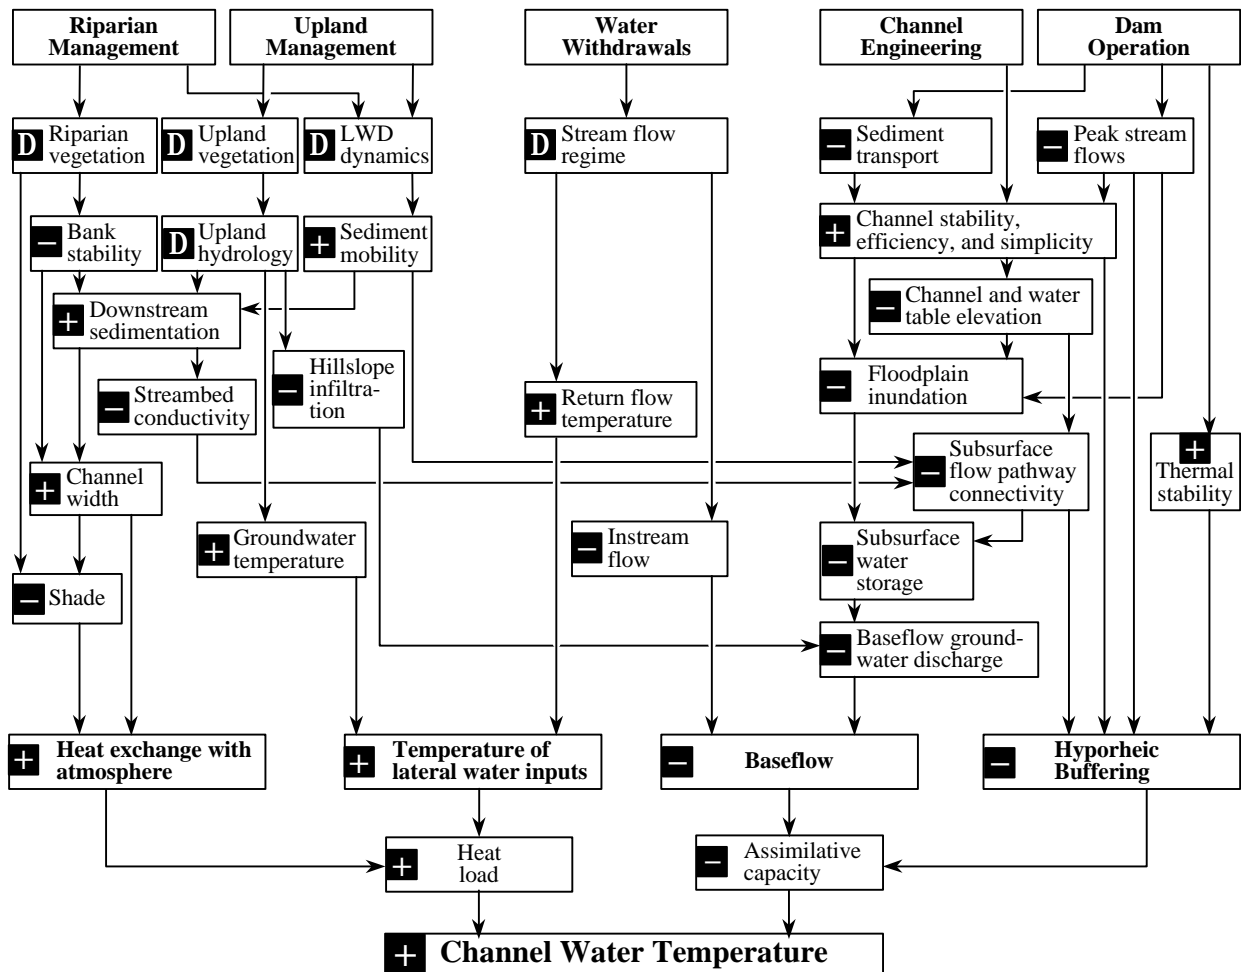 Riparian
Management
Upland
Management
Water
Withdrawals
Channel
Engineering
Dam
Operation
D Riparian
vegetation
D Upland
vegetation
D LWD
dynamics
D Stream flow
regime
− Sediment
transport
− Peak stream
flows
− Bank
stability
D Upland
hydrology
+ Sediment
mobility
+ Channel stability,
efficiency, and simplicity
+ Downstream
sedimentation
− Channel and water
table elevation
− Streambed
conductivity
− Hillslope
infiltra-
tion
+ Return flow
temperature
− Floodplain
inundation
+ Channel
width
− Subsurface
flow pathway
connectivity
+
Thermal
stability
+ Groundwater
temperature
− Instream
flow
− Subsurface
water
storage
− Shade
− Baseflow ground-
water discharge
+ Heat exchange with
atmosphere
+ Temperature of
lateral water inputs
− Baseflow
− Hyporheic
Buffering
+ Heat
load
− Assimilative
capacity
+ Channel Water Temperature